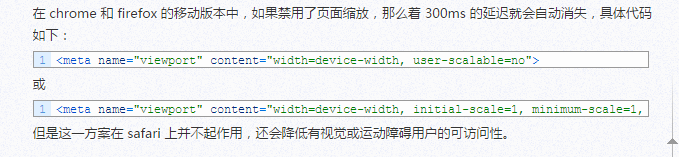 在 chrome 和 firefox 的移动版本中，如果禁用了页面缩放，那么着 300ms 的延迟就会自动消失，具体代码
如下：
1 <meta name="viewport" content="width=device-width, user-scalable=no">
或
1 <meta name="viewport" content="width=device-width, initial-scale=1, minimum-scale=1,
但是这一方案在 safari 上并不起作用，还会降低有视觉或运动障碍用户的可访问性。